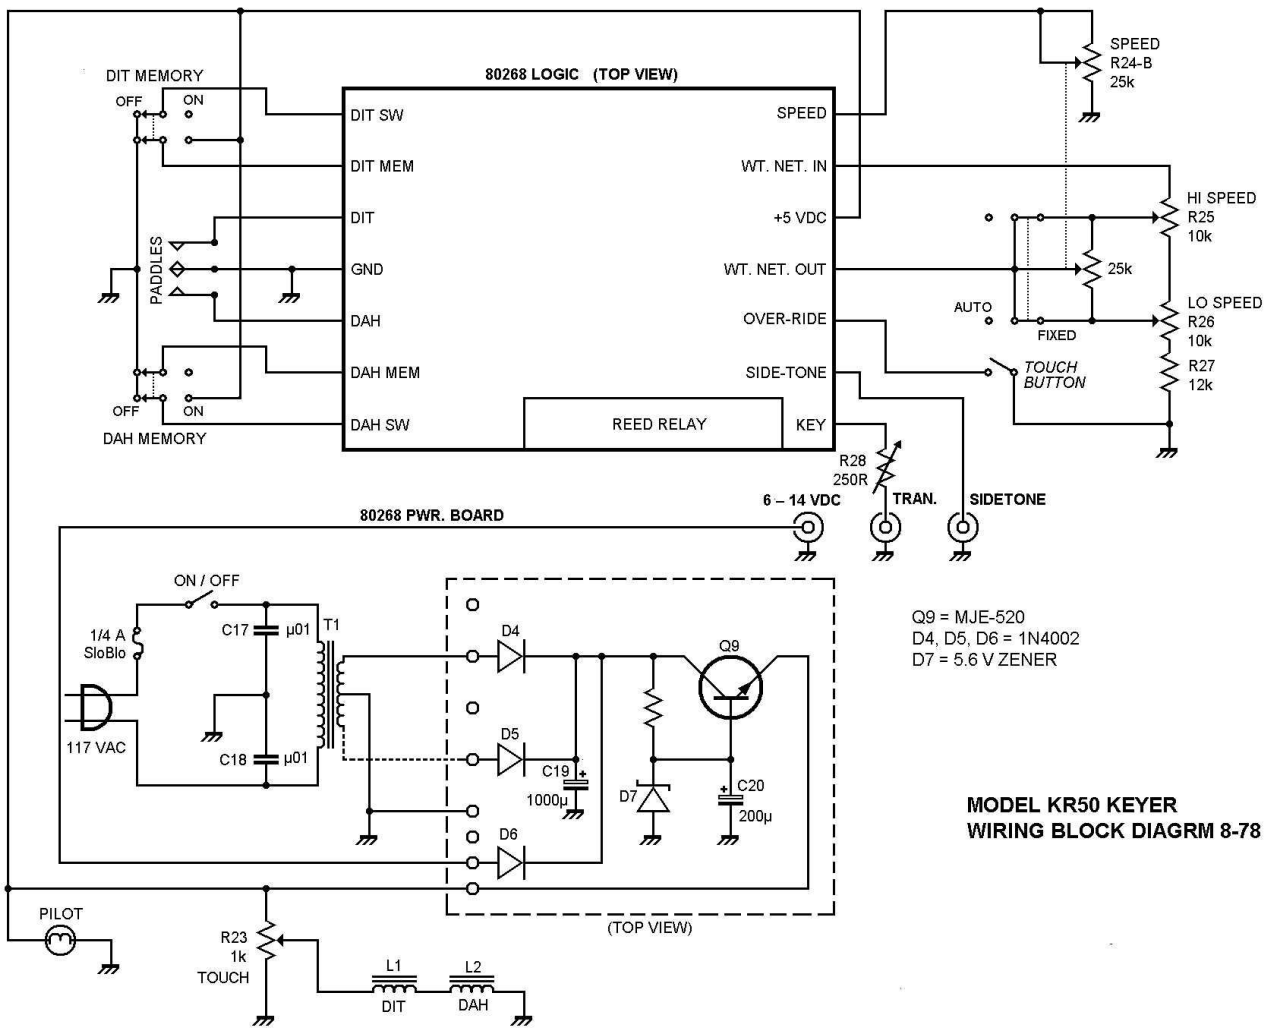 80268 LOGIC (TOP VIEW)
DIT MEMORY
OFF
ON
DIT SW
DIT MEM
DIT
GND
DAH
DAH MEM
DAH SW
PADDLES
OFF
ON
DAH MEMORY
SPEED
WT. NET. IN
+5 VDC
WT. NET. OUT
OVER-RIDE
SIDE-TONE
KEY
REED RELAY
SPEED
R24-B
25k
HI SPEED
R25
10k
25k
LO SPEED
R26
10k
R27
12k
AUTO
FIXED
TOUCH
BUTTON
R28
250R
6 – 14 VDC
TRAN.
SIDETONE
80268 PWR. BOARD
ON / OFF
1/4 A
SloBlo
117 VAC
C17
µ01
T1
C18
µ01
D4
D5
C19
+
1000µ
D6
D7
Q9
+
C20
200µ
(TOP VIEW)
Q9 = MJE-520
D4, D5, D6 = 1N4002
D7 = 5.6 V ZENER
MODEL KR50 KEYER
WIRING BLOCK DIAGRM 8-78
PILOT
R23
1k
TOUCH
L1
DIT
L2
DAH